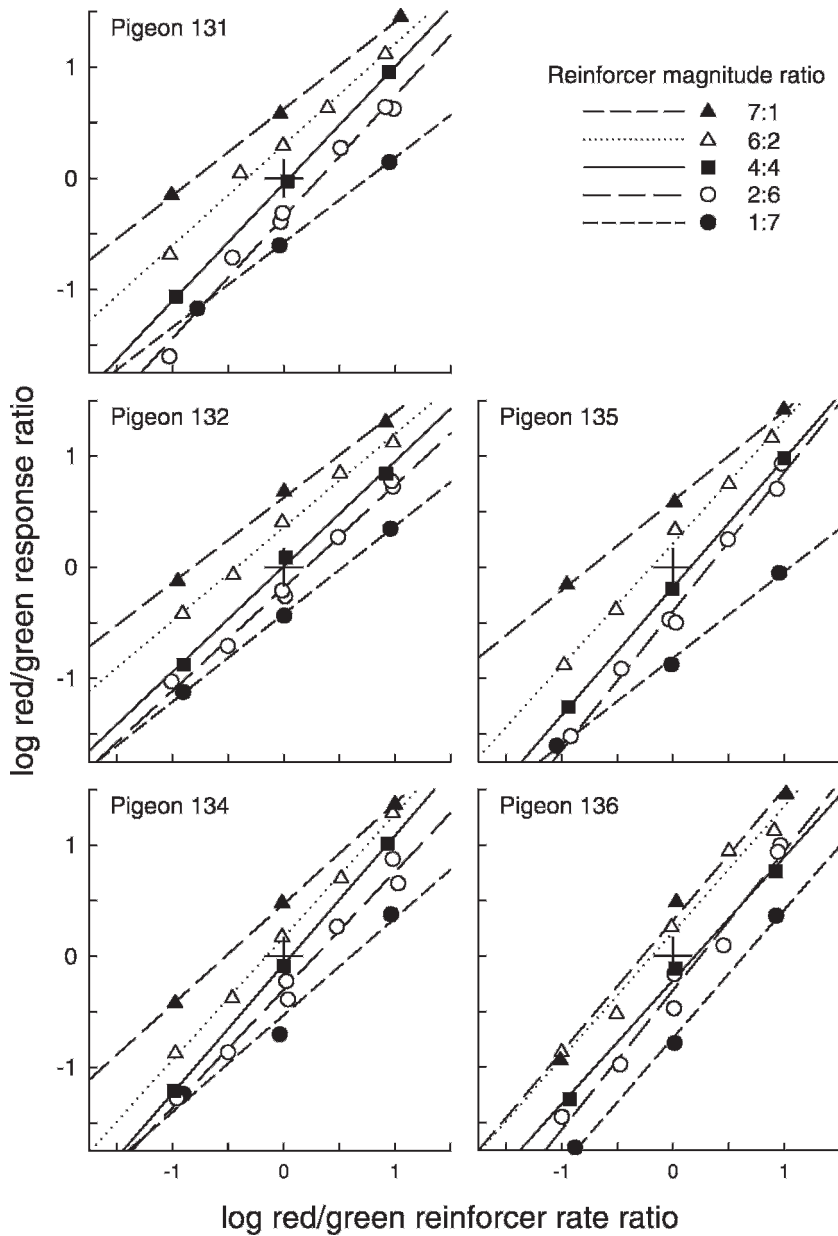 Pigeon 131
Reinforcer magnitude ratio
7:1
6:2
4:4
2:6
1:7
1
0
-1
Pigeon 132
Pigeon 135
1
0
-1
Pigeon 134
Pigeon 136
1
0
-1
-1 0 1
-1 0 1
log red/green response ratio
log red/green reinforcer rate ratio